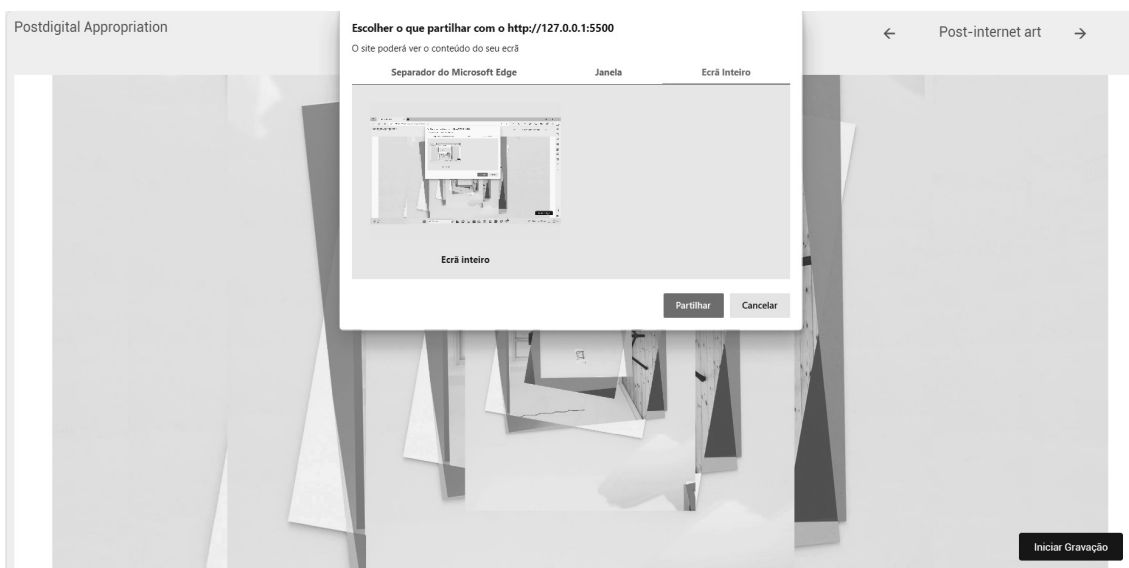 Postdigital Appropriation
Escolher o que partilhar com o http://127.0.0.1:5500
O site poderá ver o conteúdo do seu ecrã
Separador do Microsoft Edge
Janela
Ecrã Inteiro
Ecrã inteiro
Partilhar
Cancelar
← Post-internet art →
Iniciar Gravação